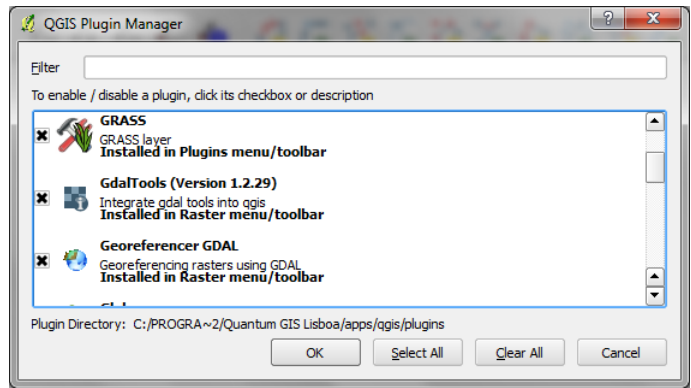 QGIS Plugin Manager
Filter
To enable / disable a plugin, click its checkbox or description
GRASS
GRASS layer
Installed in Plugins menu/toolbar
GdalTools (Version 1.2.29)
Integrate gdal tools into qgis
Installed in Raster menu/toolbar
Georeferencer GDAL
Georeferencing rasters using GDAL
Installed in Raster menu/toolbar
Plugin Directory: C:/PROGRA~2/Quantum GIS Lisboa/apps/qgis/plugins
OK
Select All
Clear All
Cancel